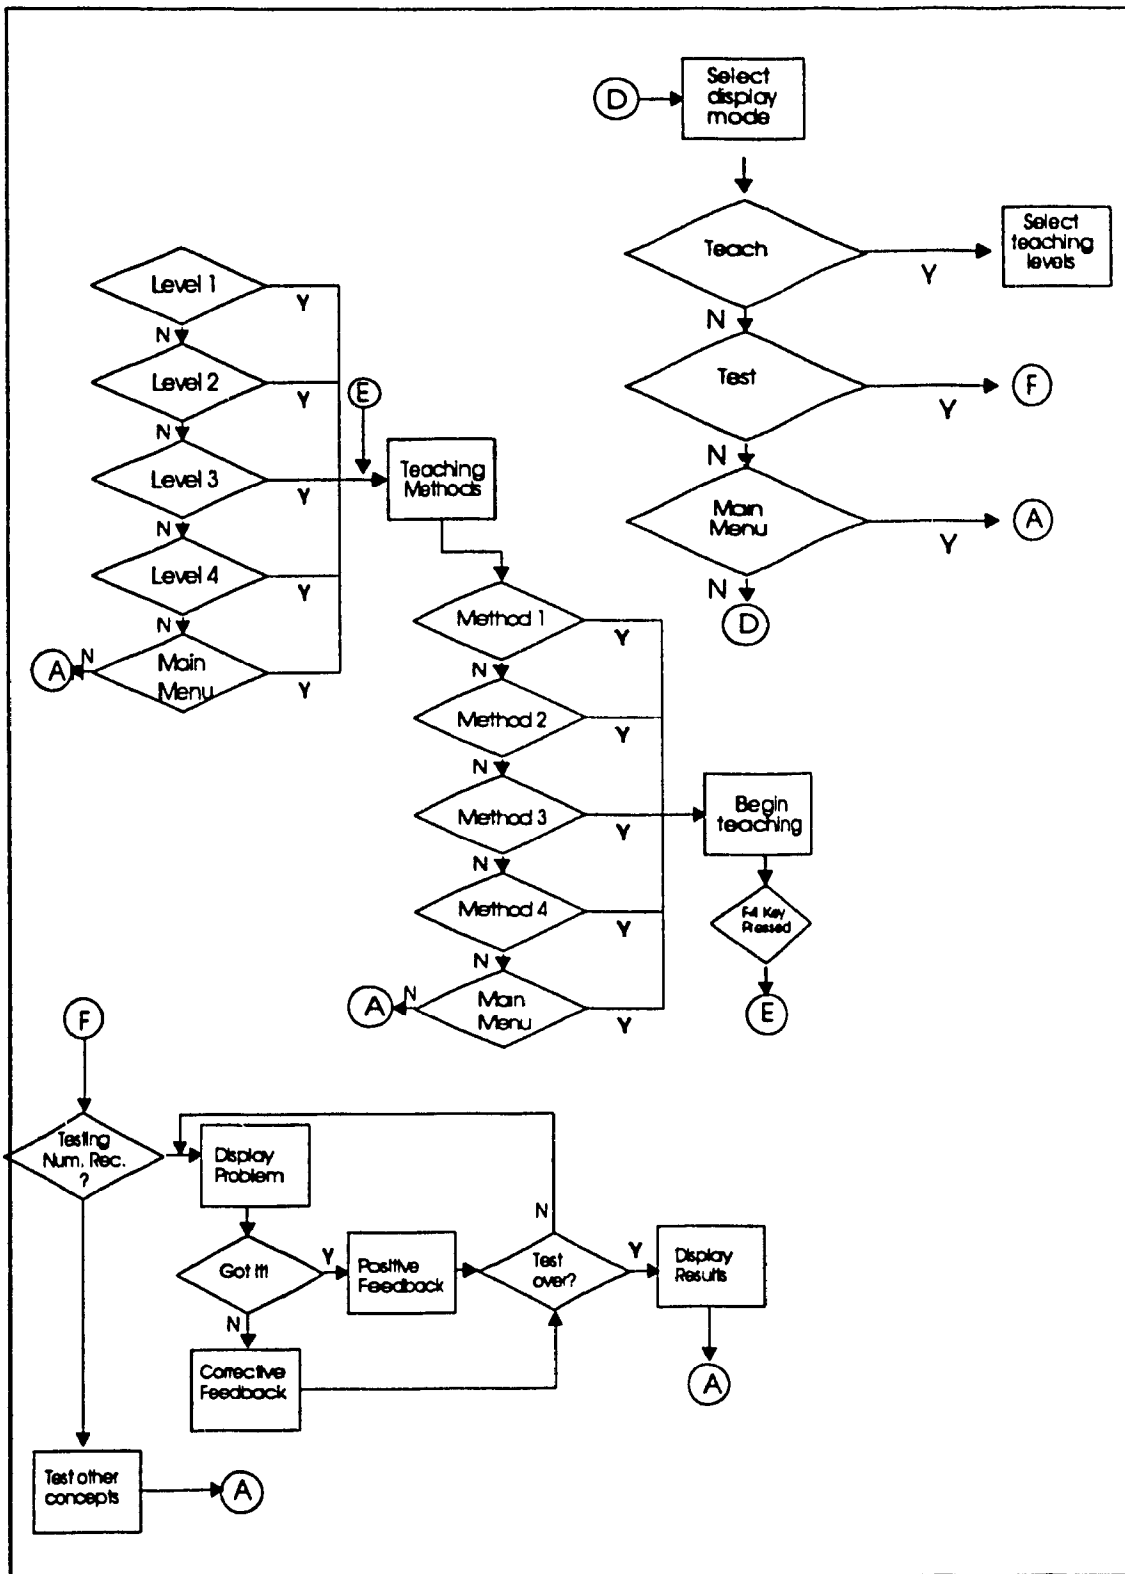 D
Select
display
mode
Teach
Y
Select
teaching
levels
N
Test
Y
F
N
Main
Menu
Y
A
N
D
Level 1
Y
N
Level 2
Y
N
Level 3
Y
N
Level 4
Y
N
Main
Menu
Y
N
A
E
Teaching
Methods
Method 1
Y
N
Method 2
Y
N
Method 3
Y
N
Method 4
Y
N
Main
Menu
Y
N
A
Begin
teaching
F4 Key
Pressed
E
F
Testing
Num. Rec.
?
Display
Problem
Got it!
Y
N
Positive
Feedback
Corrective
Feedback
Test
over?
N
Y
Display
Results
A
Test other
concepts
A